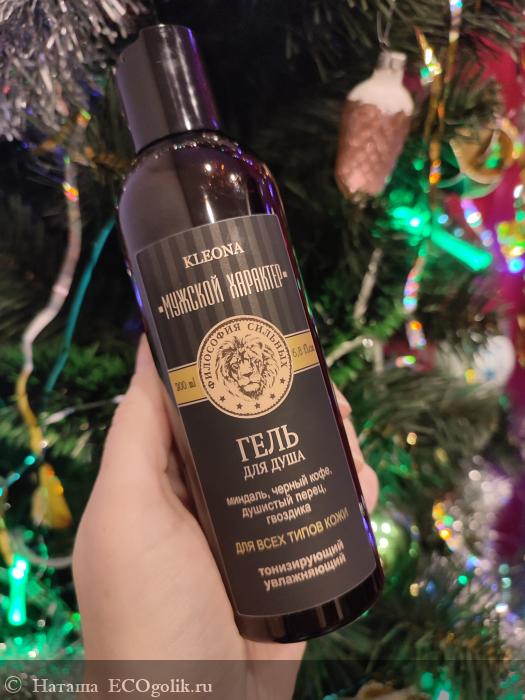 KLEONA
"МУЖСКОЙ ХАРАКТЕР"
ФИЛОСОФИЯ СИЛЬНЫХ
200 ml
6,8 fl.oz
ГЕЛЬ
ДЛЯ ДУША
миндаль, черный кофе,
душистый перец,
гвоздика
ДЛЯ ВСЕХ ТИПОВ КОЖИ
тонизирующий
увлажняющий
© Наташа ECOgolik.ru